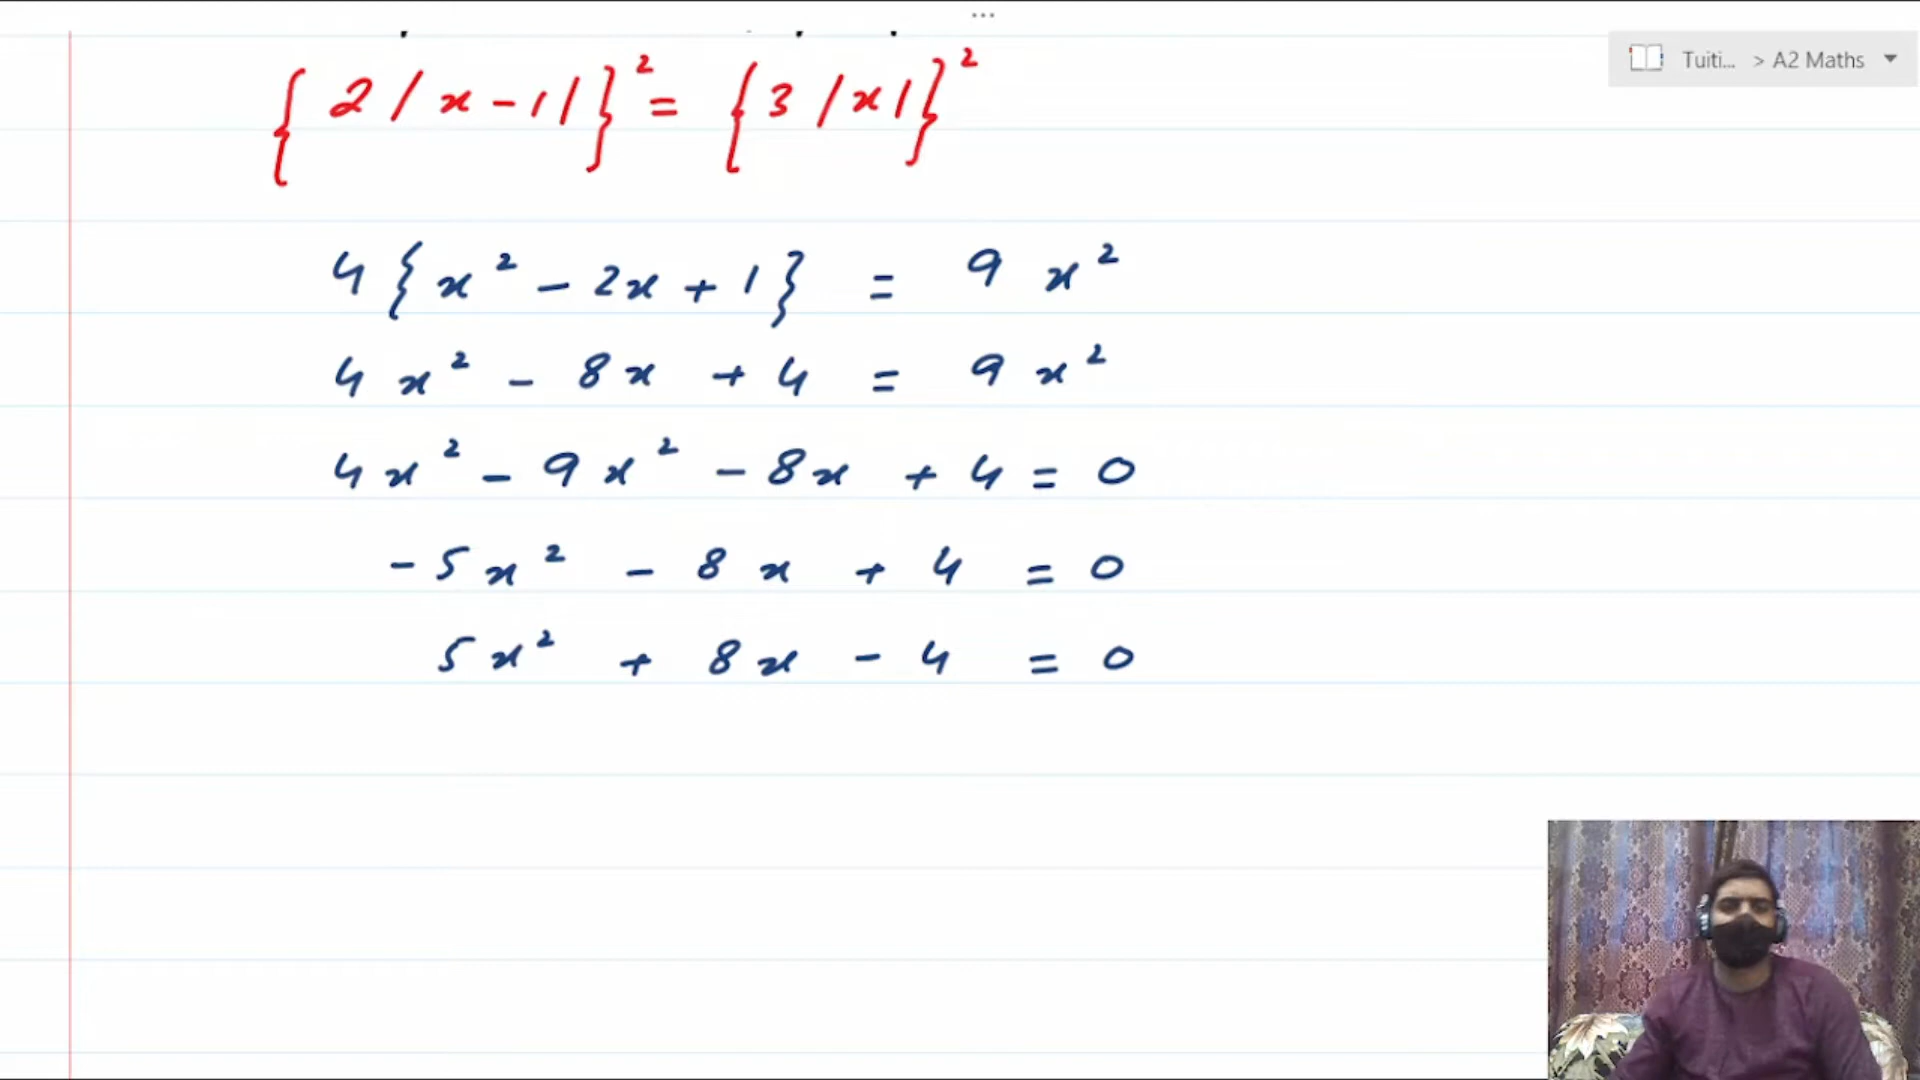 ...
Tuiti... > A2 Maths
{2|x-1|}² = {3|x|}²
4{x² - 2x + 1} = 9x²
4x² - 8x + 4 = 9x²
4x² - 9x² - 8x + 4 = 0
-5x² - 8x + 4 = 0
5x² + 8x - 4 = 0